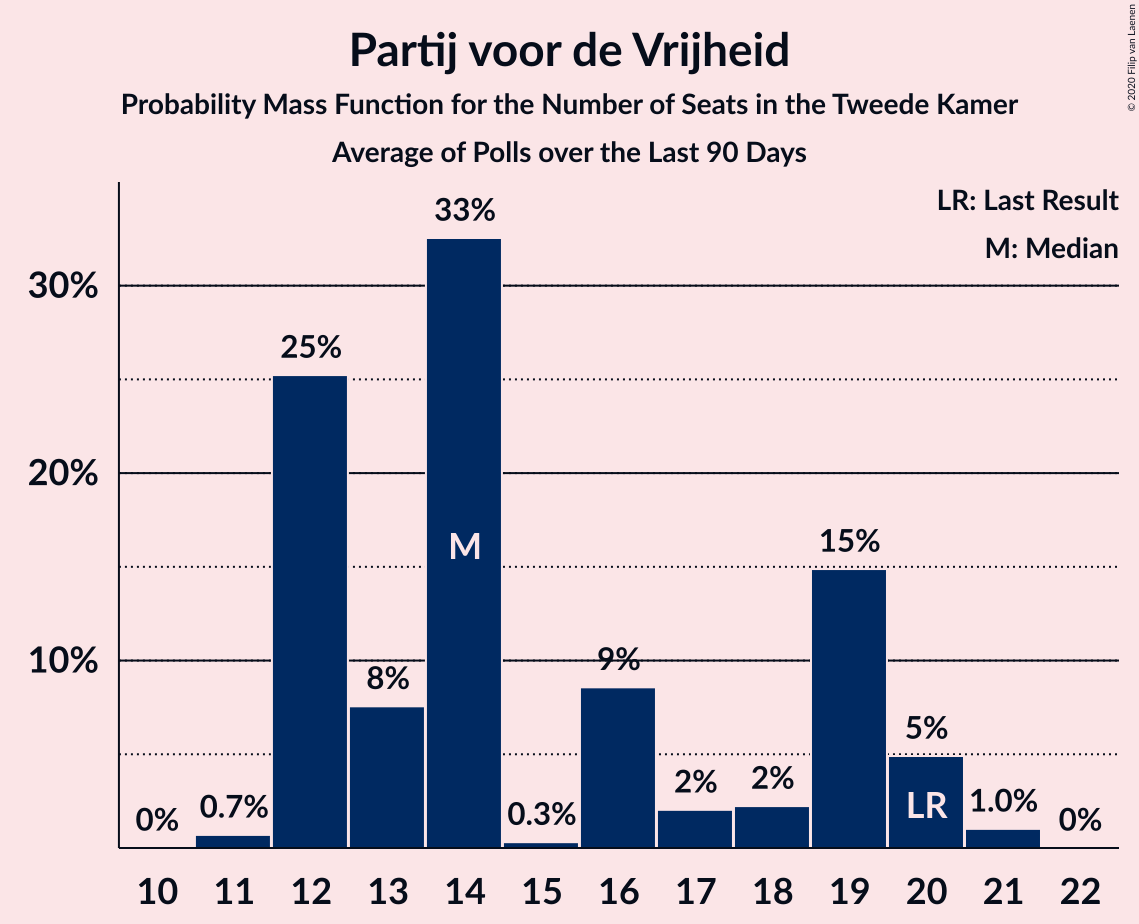 Partij voor de Vrijheid
Probability Mass Function for the Number of Seats in the Tweede Kamer
Average of Polls over the Last 90 Days
© 2020 Filip van Laenen
LR: Last Result
M: Median
30%
20%
10%
0%
0.7%
25%
8%
33%
M
0.3%
9%
2%
2%
15%
5%
LR
1.0%
0%
10 11 12 13 14 15 16 17 18 19 20 21 22